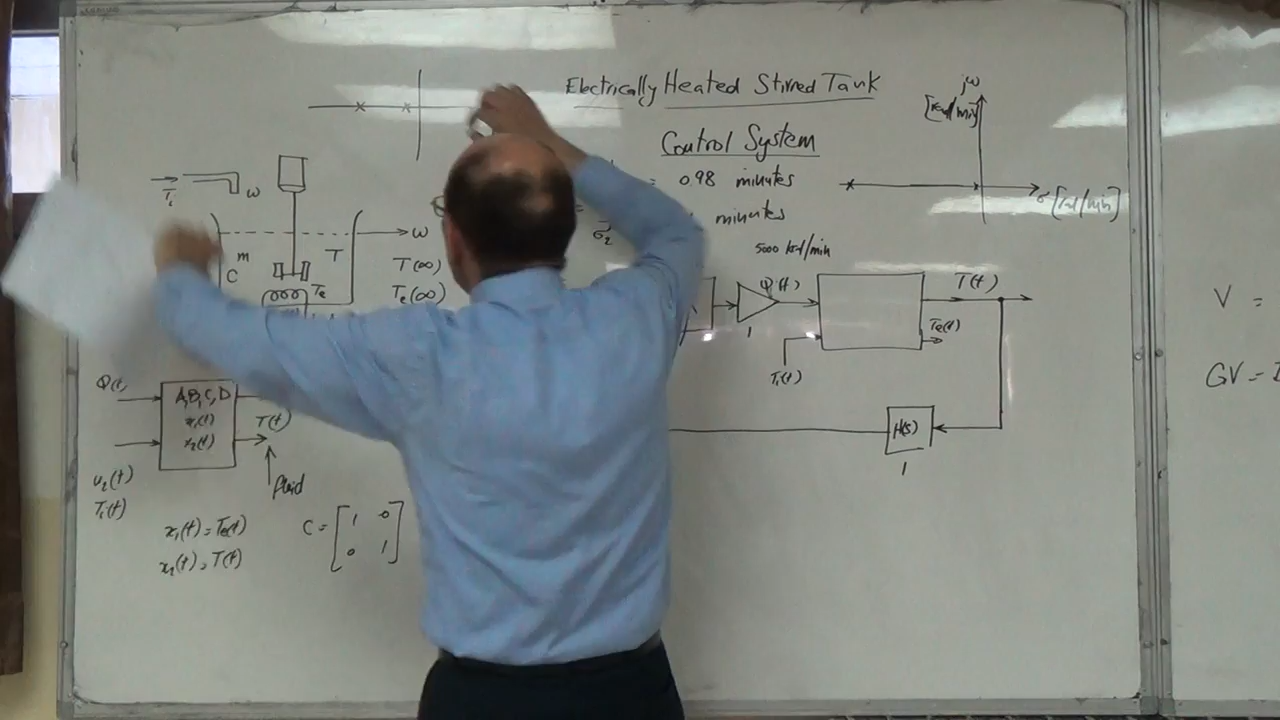 Electrically Heated Stirred Tank
Control System
= 0.98 minutes
minutes
σ₂
5000 kcal/min
jω
[rad/min]
σ [rad/min]
Tᵢ
ω
ω
m
C
T
Tₑ
T(∞)
Tₑ(∞)
Q(t)
T(t)
Tₑ(t)
1
Tᵢ(t)
H(s)
1
Q(t)
A, B, C, D
x₁(t)
x₂(t)
T(t)
u₂(t)
Tᵢ(t)
fluid
x₁(t) = Tₑ(t)
x₂(t) = T(t)
C = [1 0
0 1]
V =
GV =